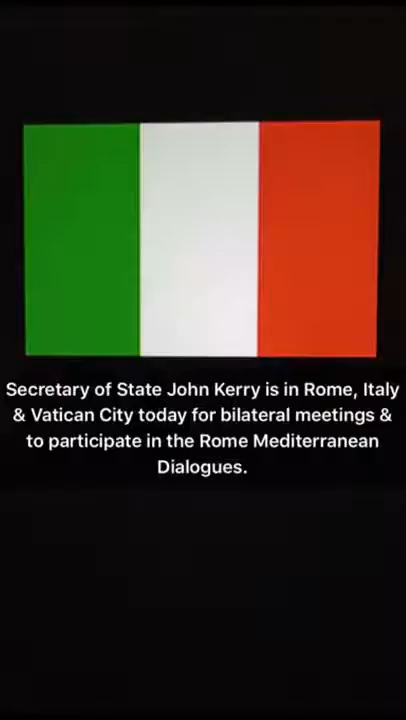 Secretary of State John Kerry is in Rome, Italy
& Vatican City today for bilateral meetings &
to participate in the Rome Mediterranean
Dialogues.